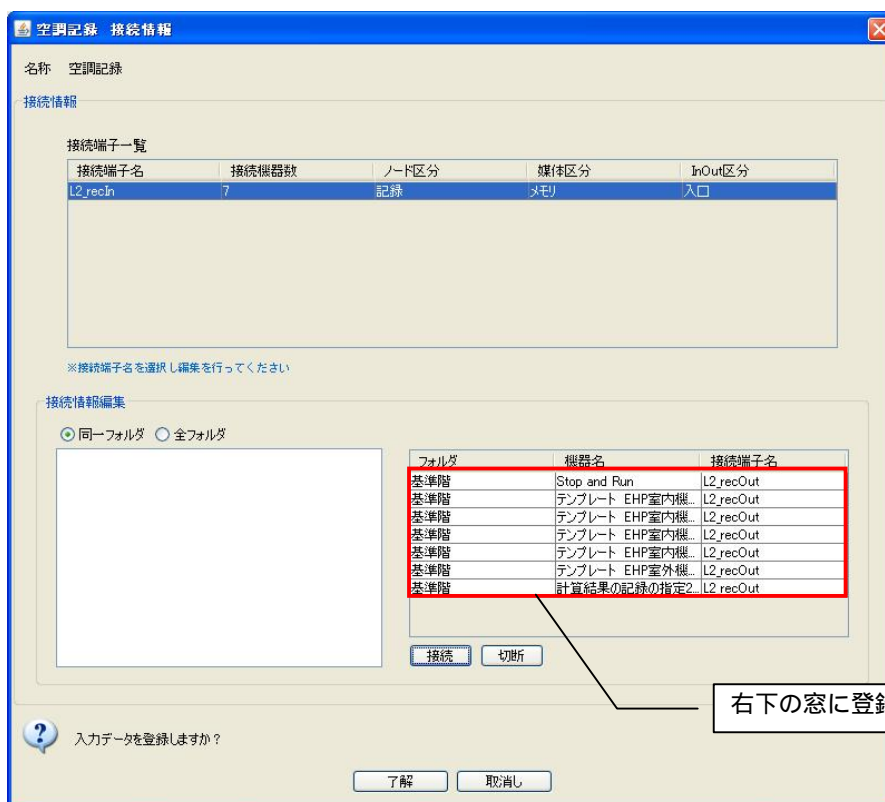 空調記録 接続情報
名称 空調記録
接続情報
接続端子一覧
接続端子名 接続機器数 ノード区分 媒体区分 InOut区分
L2_recIn 7 記録 メモリ 入口
※接続端子名を選択し編集を行ってください
接続情報編集
同一フォルダ 全フォルダ
フォルダ 機器名 接続端子名
基準階 Stop and Run L2_recOut
基準階 テンプレート EHP室内機... L2_recOut
基準階 テンプレート EHP室内機... L2_recOut
基準階 テンプレート EHP室内機... L2_recOut
基準階 テンプレート EHP室内機... L2_recOut
基準階 テンプレート EHP室外機... L2_recOut
基準階 計算結果の記録の指定2... L2_recOut
接続 切断
右下の窓に登録
入力データを登録しますか？
了解 取消し